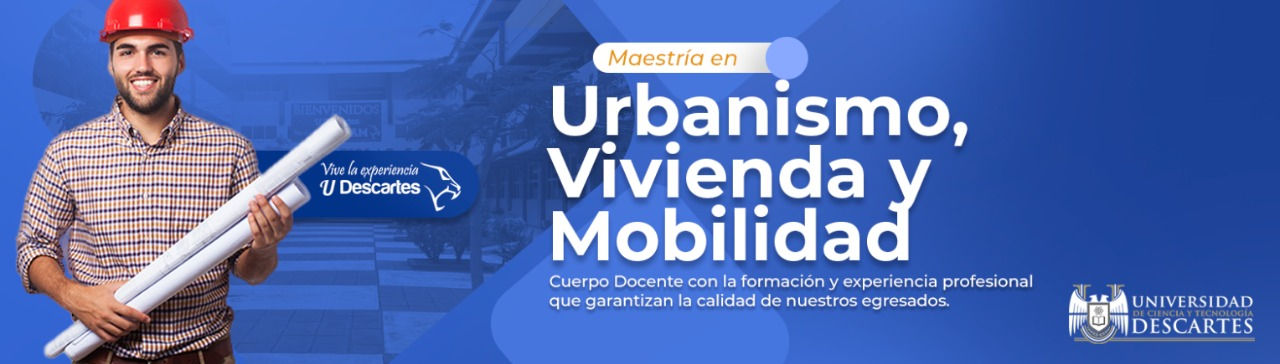 Maestría en
Urbanismo,
Vivienda y
Mobilidad
Cuerpo Docente con la formación y experiencia profesional
que garantizan la calidad de nuestros egresados.
Vive la experiencia
U Descartes
BIENVENIDOS
UNIVERSIDAD
DE CIENCIA Y TECNOLOGÍA
DESCARTES